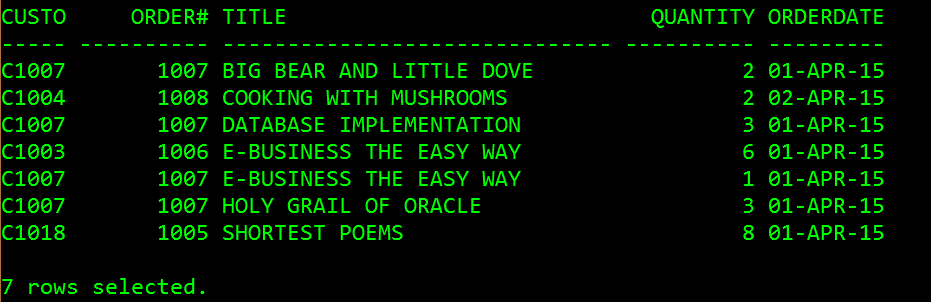 CUSTO     ORDER# TITLE                          QUANTITY ORDERDATE
----- ---------- ------------------------------ ---------- ---------
C1007       1007 BIG BEAR AND LITTLE DOVE                2 01-APR-15
C1004       1008 COOKING WITH MUSHROOMS                  2 02-APR-15
C1007       1007 DATABASE IMPLEMENTATION                 3 01-APR-15
C1003       1006 E-BUSINESS THE EASY WAY                 6 01-APR-15
C1007       1007 E-BUSINESS THE EASY WAY                 1 01-APR-15
C1007       1007 HOLY GRAIL OF ORACLE                    3 01-APR-15
C1018       1005 SHORTEST POEMS                          8 01-APR-15
7 rows selected.